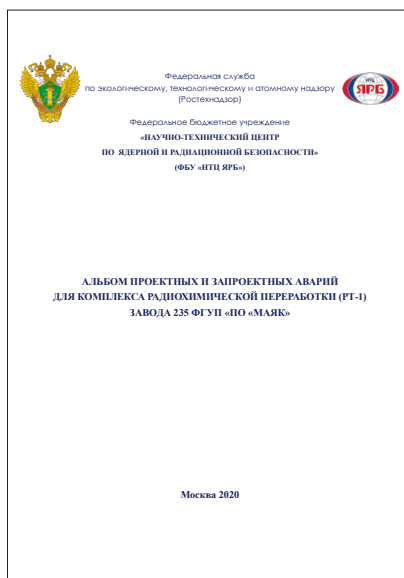 Федеральная служба
по экологическому, технологическому и атомному надзору
(Ростехнадзор)
НТЦ
ЯРБ
Федеральное бюджетное учреждение
«НАУЧНО-ТЕХНИЧЕСКИЙ ЦЕНТР
ПО ЯДЕРНОЙ И РАДИАЦИОННОЙ БЕЗОПАСНОСТИ»
(ФБУ «НТЦ ЯРБ»)
АЛЬБОМ ПРОЕКТНЫХ И ЗАПРОЕКТНЫХ АВАРИЙ
ДЛЯ КОМПЛЕКСА РАДИОХИМИЧЕСКОЙ ПЕРЕРАБОТКИ (РТ-1)
ЗАВОДА 235 ФГУП «ПО «МАЯК»
Москва 2020